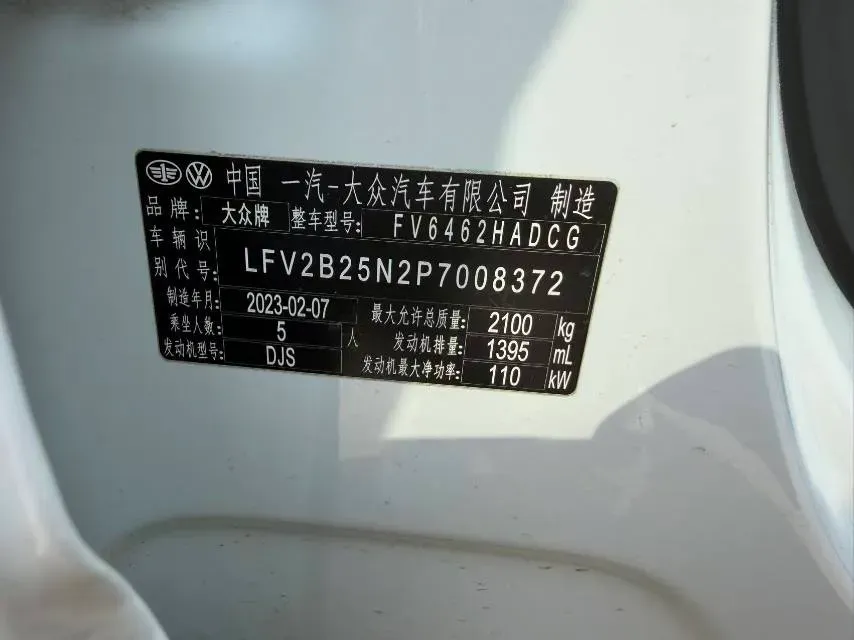 中国 一汽-大众汽车有限公司 制造
品牌: 大众牌 整车型号: FV6462HADCG
车辆识别代号: LFV2B25N2P7008372
制造年月: 2023-02-07 最大允许总质量: 2100 kg
乘坐人数: 5 人 发动机排量: 1395 mL
发动机型号: DJS 发动机最大净功率: 110 kW